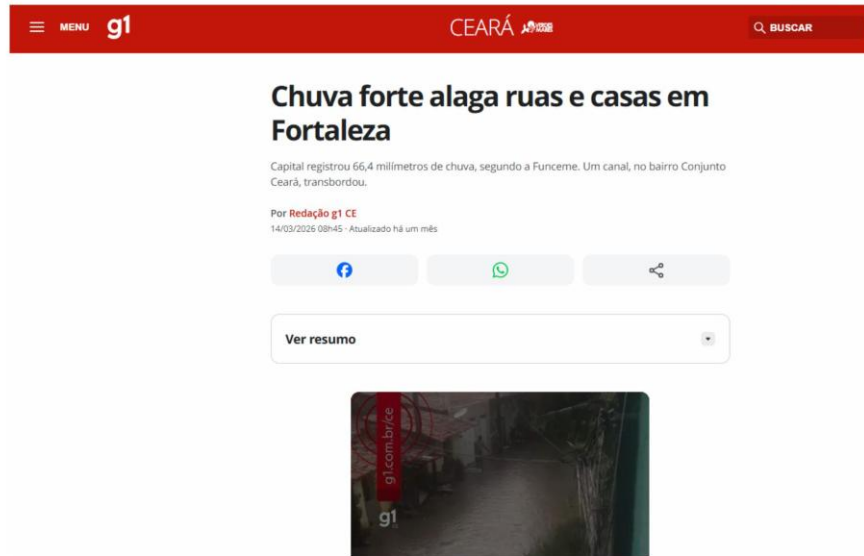 MENU g1 CEARÁ BUSCAR
Chuva forte alaga ruas e casas em
Fortaleza
Capital registrou 66,4 milímetros de chuva, segundo a Funceme. Um canal, no bairro Conjunto
Ceará, transbordou.
Por Redação g1 CE
14/03/2026 08h45 · Atualizado há um mês
Ver resumo
g1.com.br/ce
g1